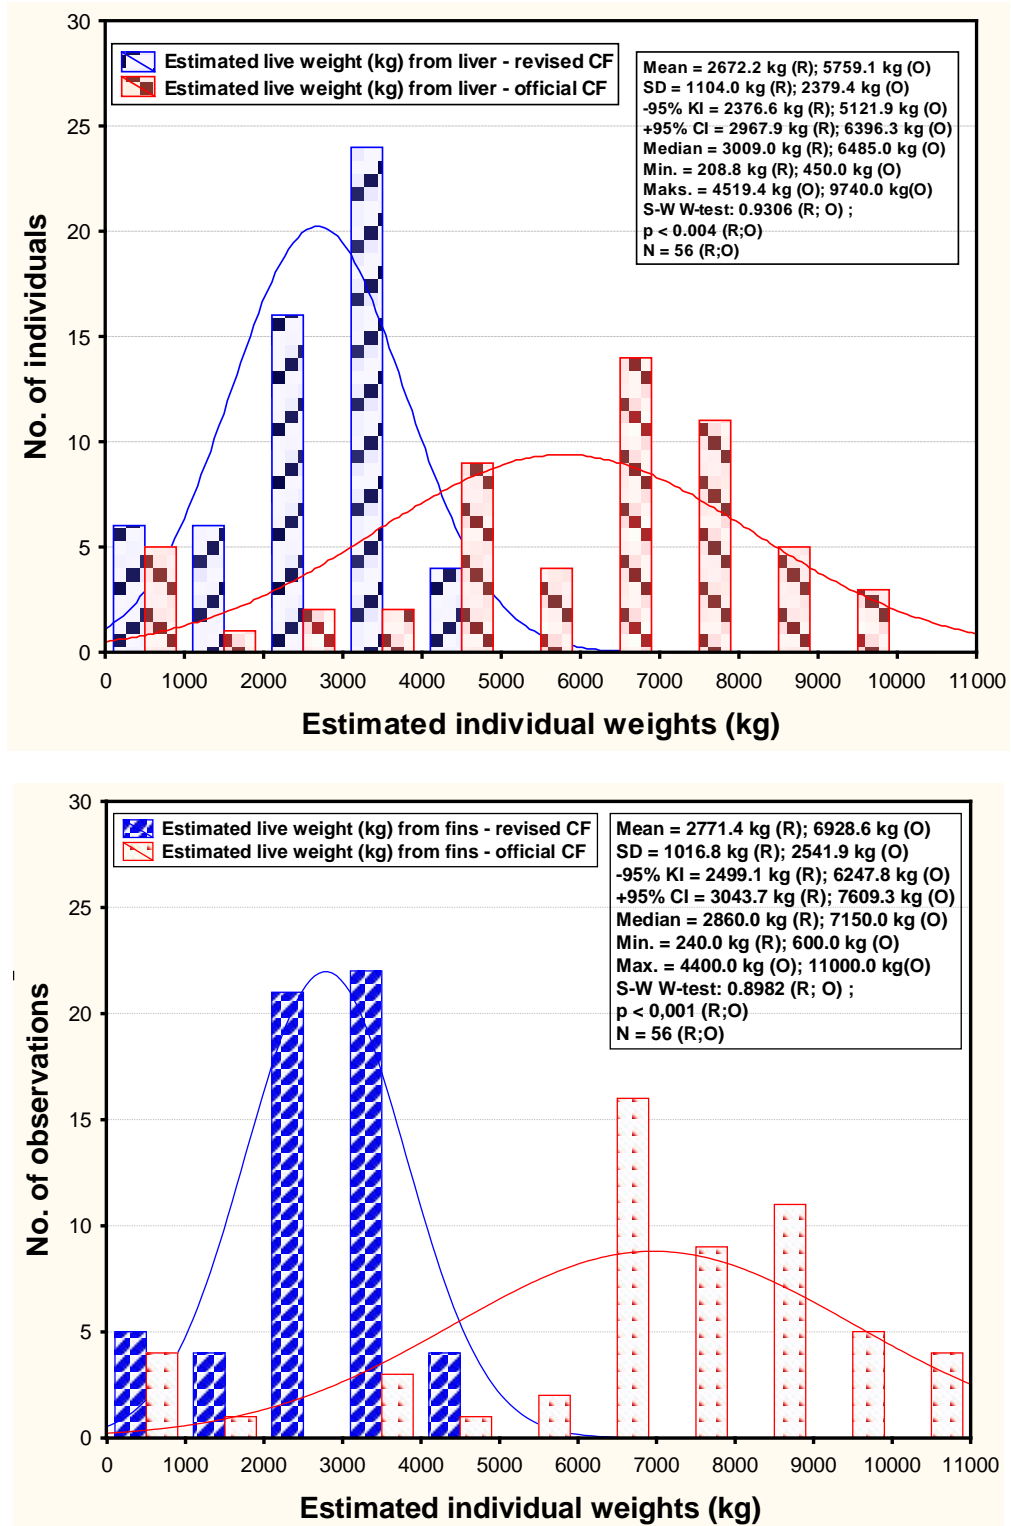 30
25
20
15
10
5
0
No. of individuals
Estimated live weight (kg) from liver - revised CF
Estimated live weight (kg) from liver - official CF
Mean = 2672.2 kg (R); 5759.1 kg (O)
SD = 1104.0 kg (R); 2379.4 kg (O)
-95% KI = 2376.6 kg (R); 5121.9 kg (O)
+95% CI = 2967.9 kg (R); 6396.3 kg (O)
Median = 3009.0 kg (R); 6485.0 kg (O)
Min. = 208.8 kg (R); 450.0 kg (O)
Maks. = 4519.4 kg (O); 9740.0 kg(O)
S-W W-test: 0.9306 (R; O) ;
p < 0.004 (R;O)
N = 56 (R;O)
0 1000 2000 3000 4000 5000 6000 7000 8000 9000 10000 11000
Estimated individual weights (kg)
30
25
20
15
10
5
0
No. of observations
Estimated live weight (kg) from fins - revised CF
Estimated live weight (kg) from fins - official CF
Mean = 2771.4 kg (R); 6928.6 kg (O)
SD = 1016.8 kg (R); 2541.9 kg (O)
-95% KI = 2499.1 kg (R); 6247.8 kg (O)
+95% CI = 3043.7 kg (R); 7609.3 kg (O)
Median = 2860.0 kg (R); 7150.0 kg (O)
Min. = 240.0 kg (R); 600.0 kg (O)
Max. = 4400.0 kg (O); 11000.0 kg(O)
S-W W-test: 0.8982 (R; O) ;
p < 0,001 (R;O)
N = 56 (R;O)
0 1000 2000 3000 4000 5000 6000 7000 8000 9000 10000 11000
Estimated individual weights (kg)